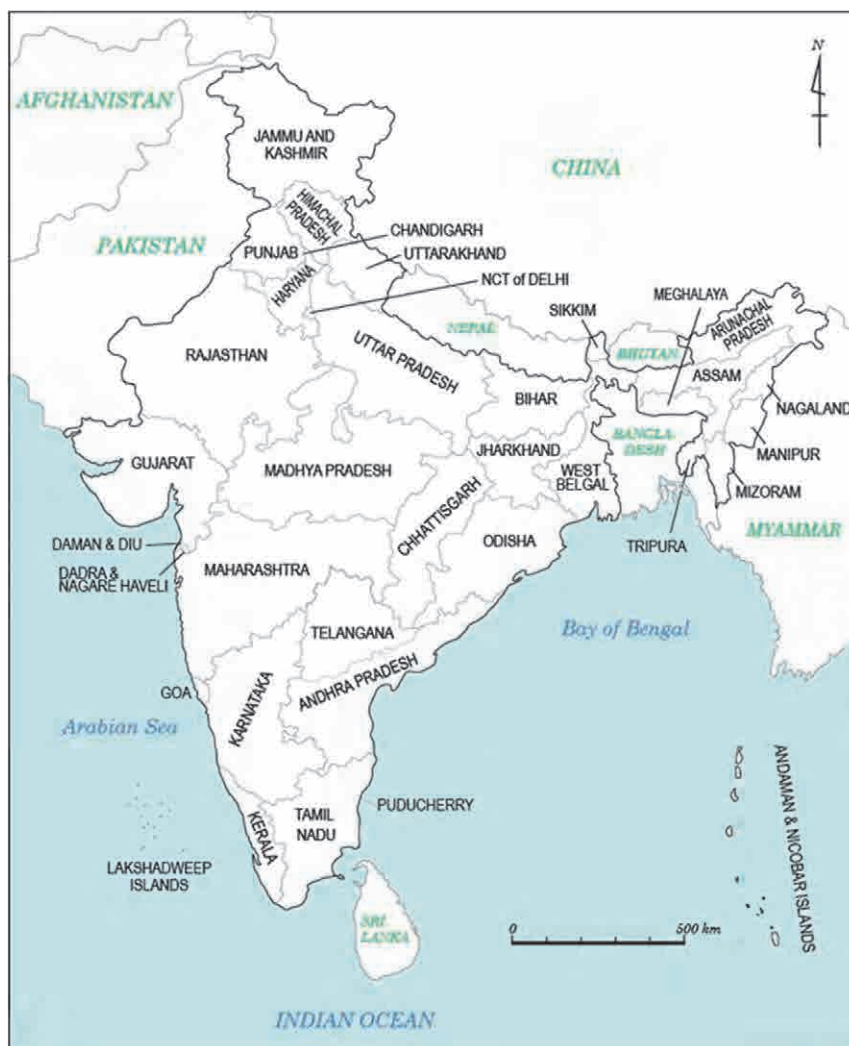 N
AFGHANISTAN
JAMMU AND
KASHMIR
CHINA
HIMACHAL
PRADESH
PAKISTAN
CHANDIGARH
PUNJAB
UTTARAKHAND
HARYANA
NCT of DELHI
MEGHALAYA
SIKKIM
ARUNACHAL
PRADESH
NEPAL
BHUTAN
RAJASTHAN
UTTAR PRADESH
ASSAM
BIHAR
NAGALAND
BANGLA-
DESH
JHARKHAND
MANIPUR
GUJARAT
MADHYA PRADESH
WEST
BELGAL
MIZORAM
CHHATTISGARH
MYAMMAR
DAMAN & DIU
ODISHA
TRIPURA
DADRA &
NAGARE HAVELI
MAHARASHTRA
TELANGANA
Bay of Bengal
ANDHRA PRADESH
GOA
KARNATAKA
Arabian Sea
ANDAMAN & NICOBAR ISLANDS
PUDUCHERRY
TAMIL
NADU
KERALA
LAKSHADWEEP
ISLANDS
SRI
LANKA
0 500 km
INDIAN OCEAN